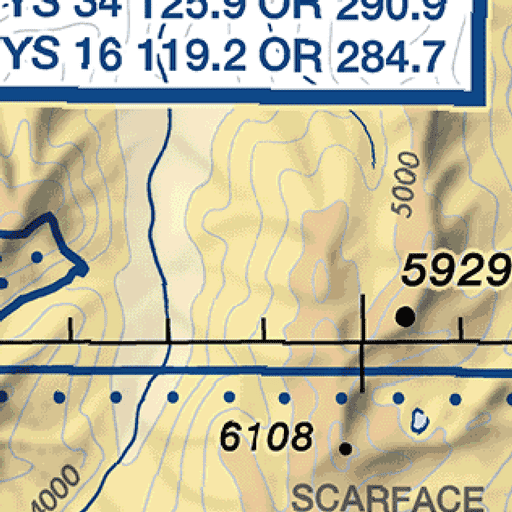 YS 34 125.9 OR 290.9
YS 16 119.2 OR 284.7
5000
5929
6108
4000
SCARFACE